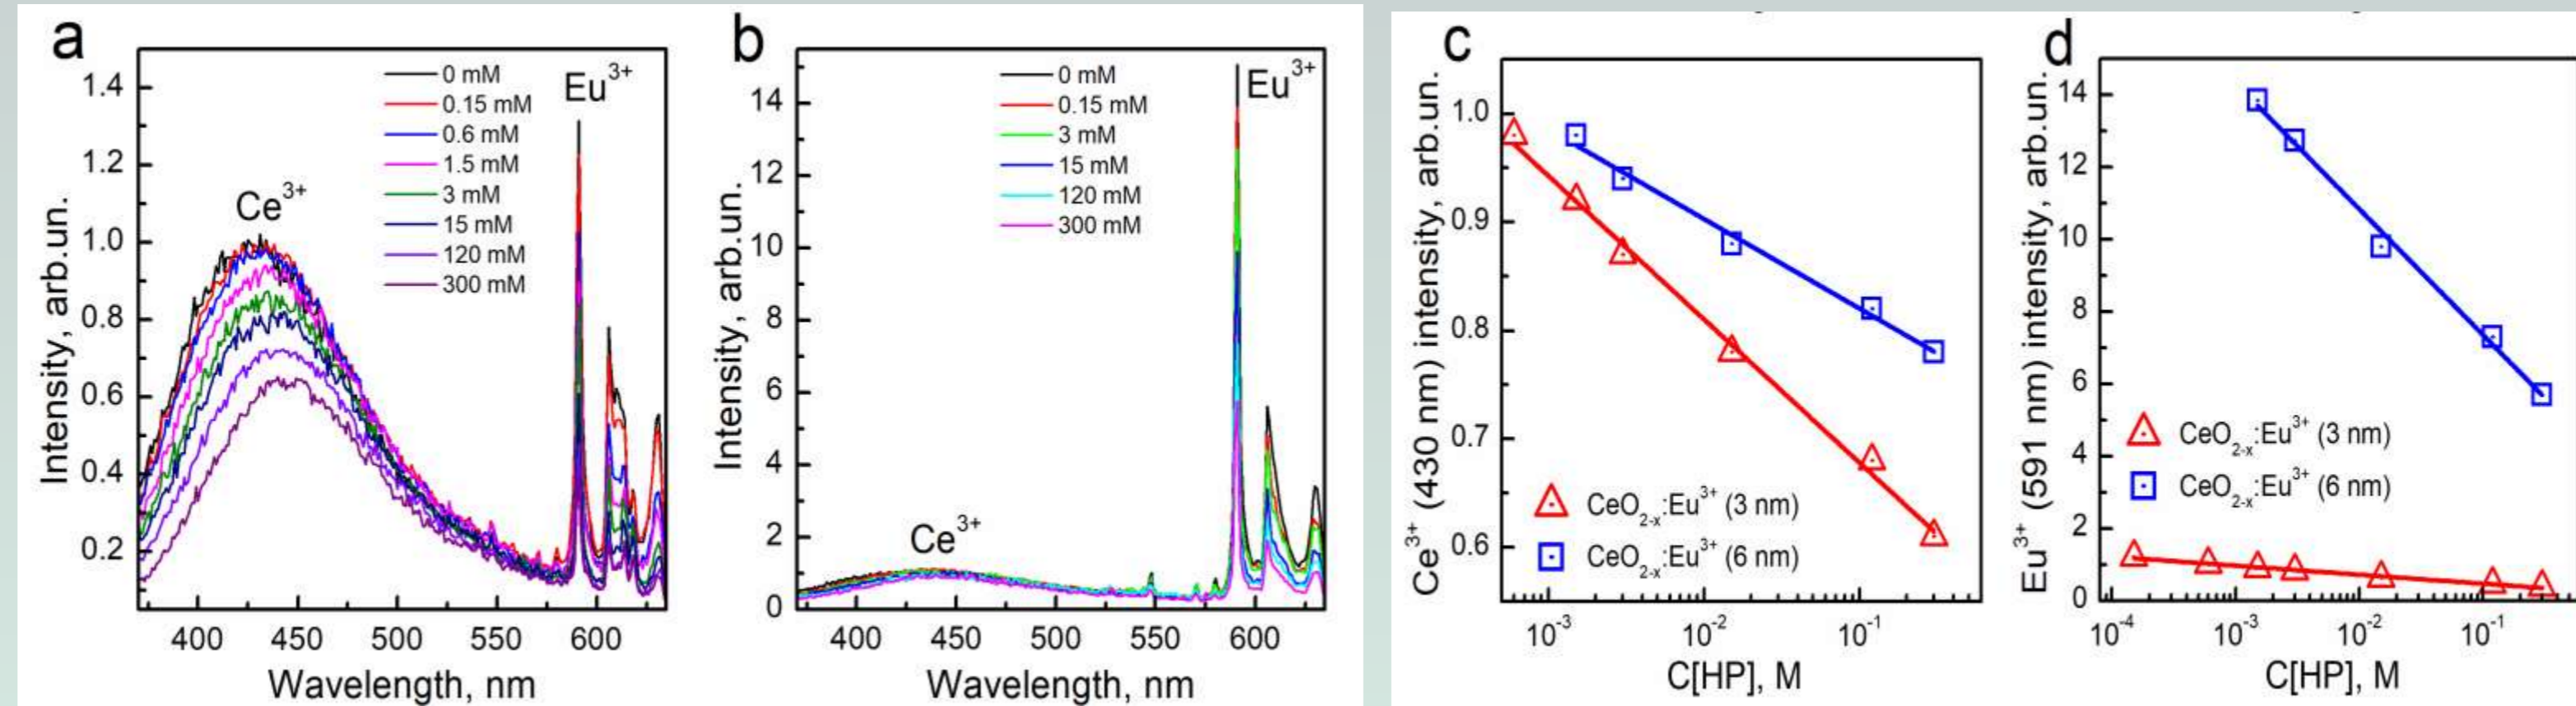 a
Intensity, arb.un.
1.4
1.2
1.0
0.8
0.6
0.4
0.2
Ce³⁺
Eu³⁺
0 mM
0.15 mM
0.6 mM
1.5 mM
3 mM
15 mM
120 mM
300 mM
400 450 500 550 600
Wavelength, nm
b
Intensity, arb.un.
14
12
10
8
6
4
2
0
Ce³⁺
Eu³⁺
0 mM
0.15 mM
3 mM
15 mM
120 mM
300 mM
400 450 500 550 600
Wavelength, nm
c
Ce³⁺ (430 nm) intensity, arb.un.
1.0
0.9
0.8
0.7
0.6
CeO₂₋ₓ:Eu³⁺ (3 nm)
CeO₂₋ₓ:Eu³⁺ (6 nm)
10⁻³ 10⁻² 10⁻¹
C[HP], M
d
Eu³⁺ (591 nm) intensity, arb.un.
14
12
10
8
6
4
2
0
CeO₂₋ₓ:Eu³⁺ (3 nm)
CeO₂₋ₓ:Eu³⁺ (6 nm)
10⁻⁴ 10⁻³ 10⁻² 10⁻¹
C[HP], M